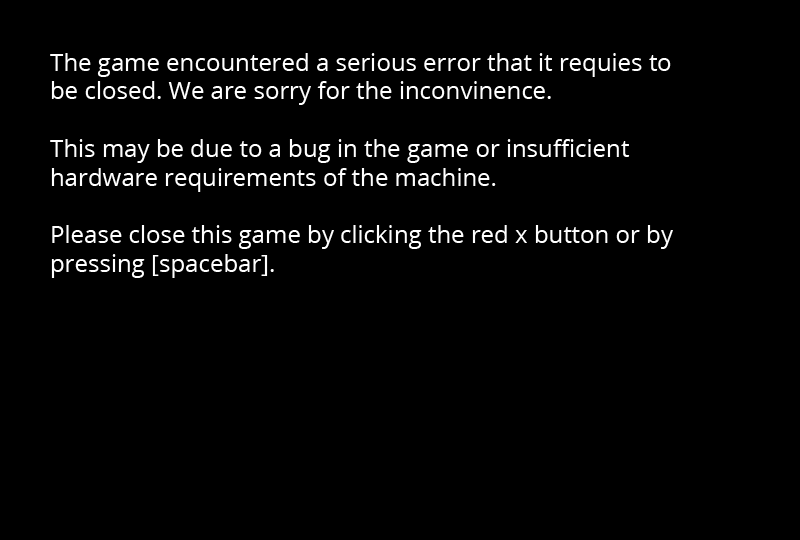 The game encountered a serious error that it requies to
be closed. We are sorry for the inconvinence.
This may be due to a bug in the game or insufficient
hardware requirements of the machine.
Please close this game by clicking the red x button or by
pressing [spacebar].